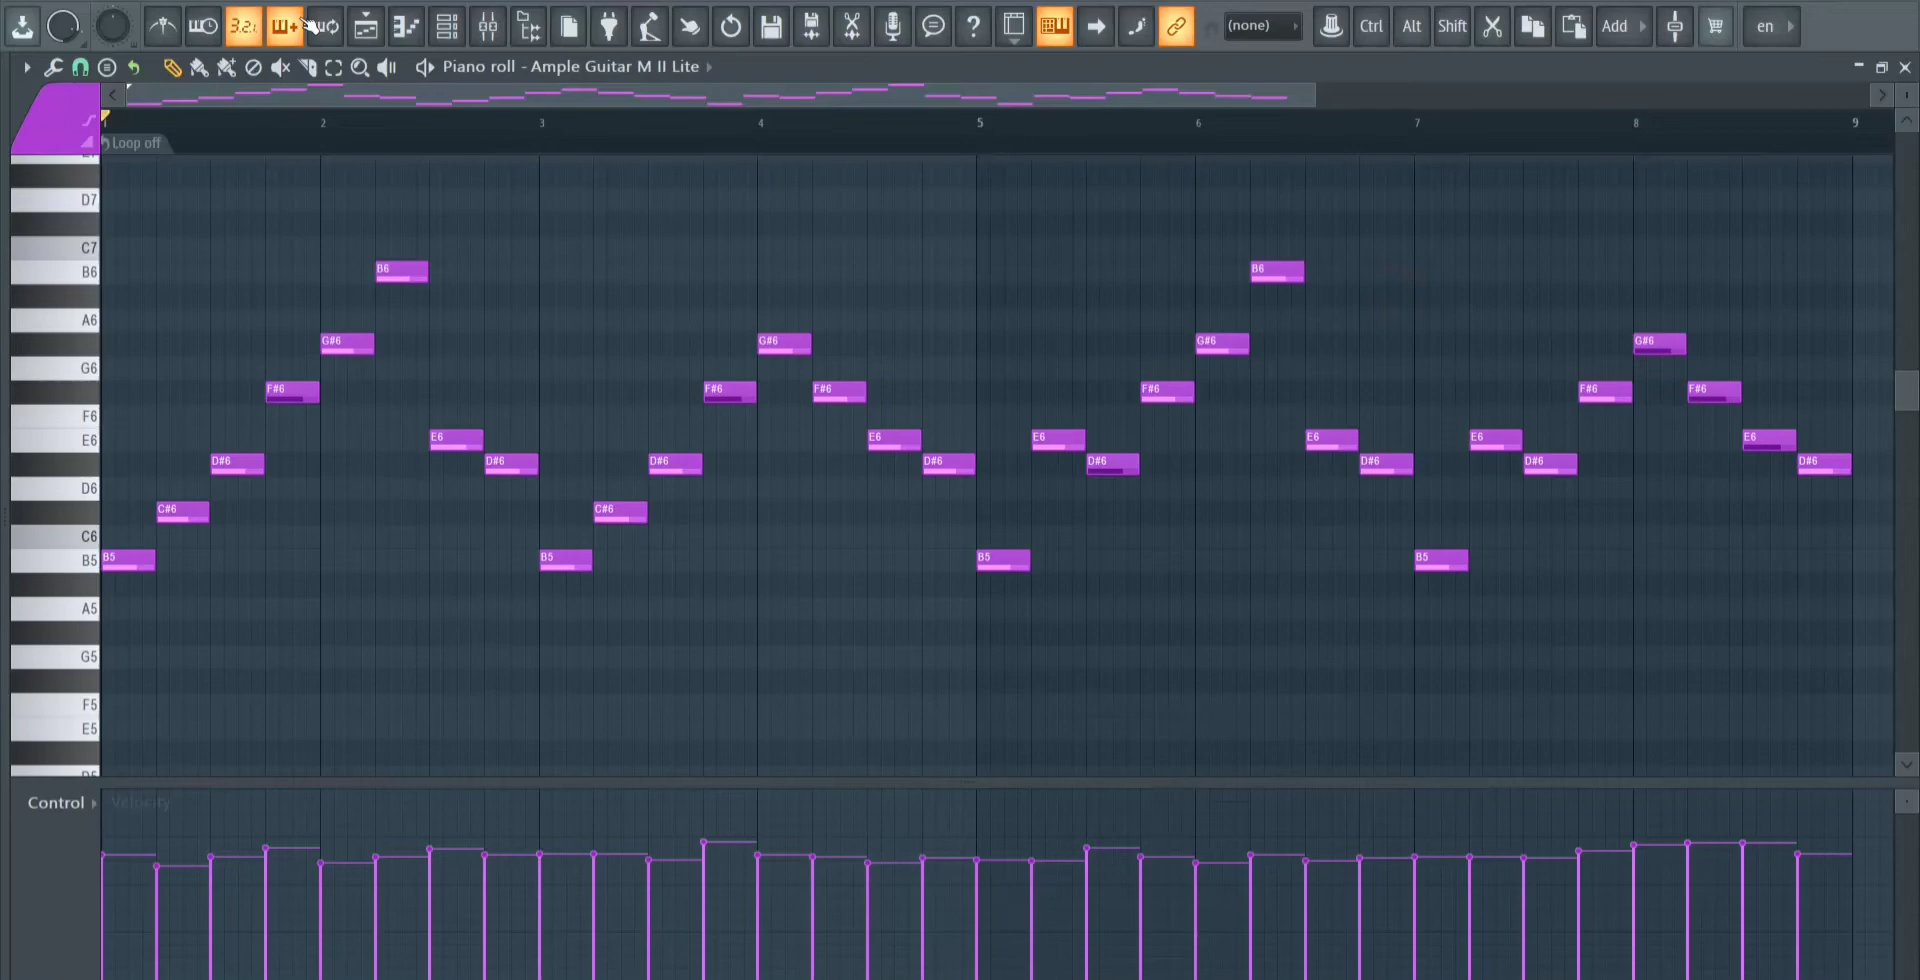 3.2.
(none)
Ctrl
Alt
Shift
Add
en
Piano roll - Ample Guitar M II Lite
1 2 3 4 5 6 7 8 9
Loop off
D7
C7
B6 B6 B6
A6
G#6 G#6 G#6 G#6
G6
F#6 F#6 F#6 F#6 F#6 F#6
F6
E6 E6 E6 E6 E6 E6 E6
D#6 D#6 D#6 D#6 D#6 D#6 D#6 D#6
D6
C#6 C#6
C6
B5 B5 B5 B5 B5
A5
G5
F5
E5
D5
Control
Velocity